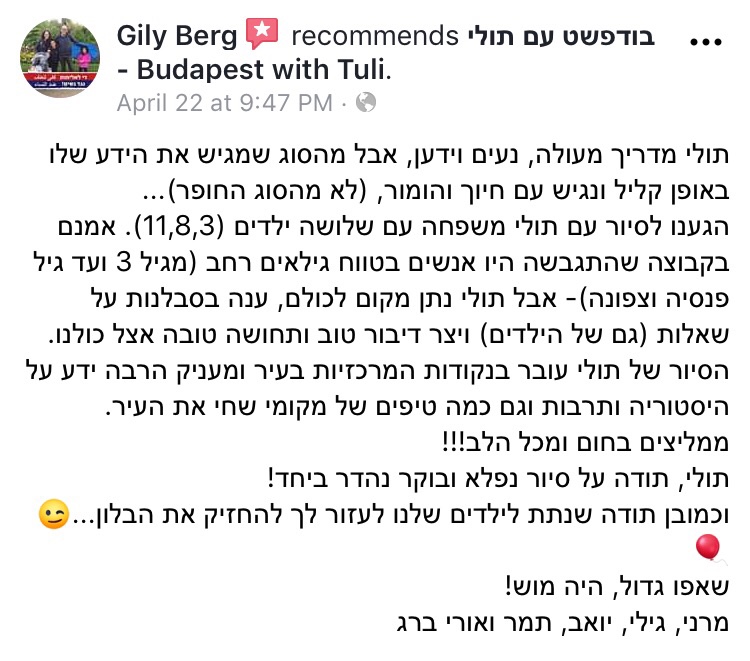 Gily Berg recommends בודפשט עם תולי
- Budapest with Tuli.
April 22 at 9:47 PM ·
תולי מדריך מעולה, נעים וידען, אבל מהסוג שמגיש את הידע שלו
באופן קליל ונגיש עם חיוך והומור, (לא מהסוג החופר)...
הגענו לסיור עם תולי משפחה עם שלושה ילדים (11,8,3). אמנם
בקבוצה שהתגבשה היו אנשים בטווח גילאים רחב (מגיל 3 ועד גיל
פנסיה וצפונה)- אבל תולי נתן מקום לכולם, ענה בסבלנות על
שאלות (גם של הילדים) ויצר דיבור טוב ותחושה טובה אצל כולנו.
הסיור של תולי עובר בנקודות המרכזיות בעיר ומעניק הרבה ידע על
היסטוריה ותרבות וגם כמה טיפים של מקומי שחי את העיר.
ממליצים בחום ומכל הלב!!!
תולי, תודה על סיור נפלא ובוקר נהדר ביחד!
וכמובן תודה שנתת לילדים שלנו לעזור לך להחזיק את הבלון...😉
🎈
שאפו גדול, היה מוש!
מרני, גילי, יואב, תמר ואורי ברג